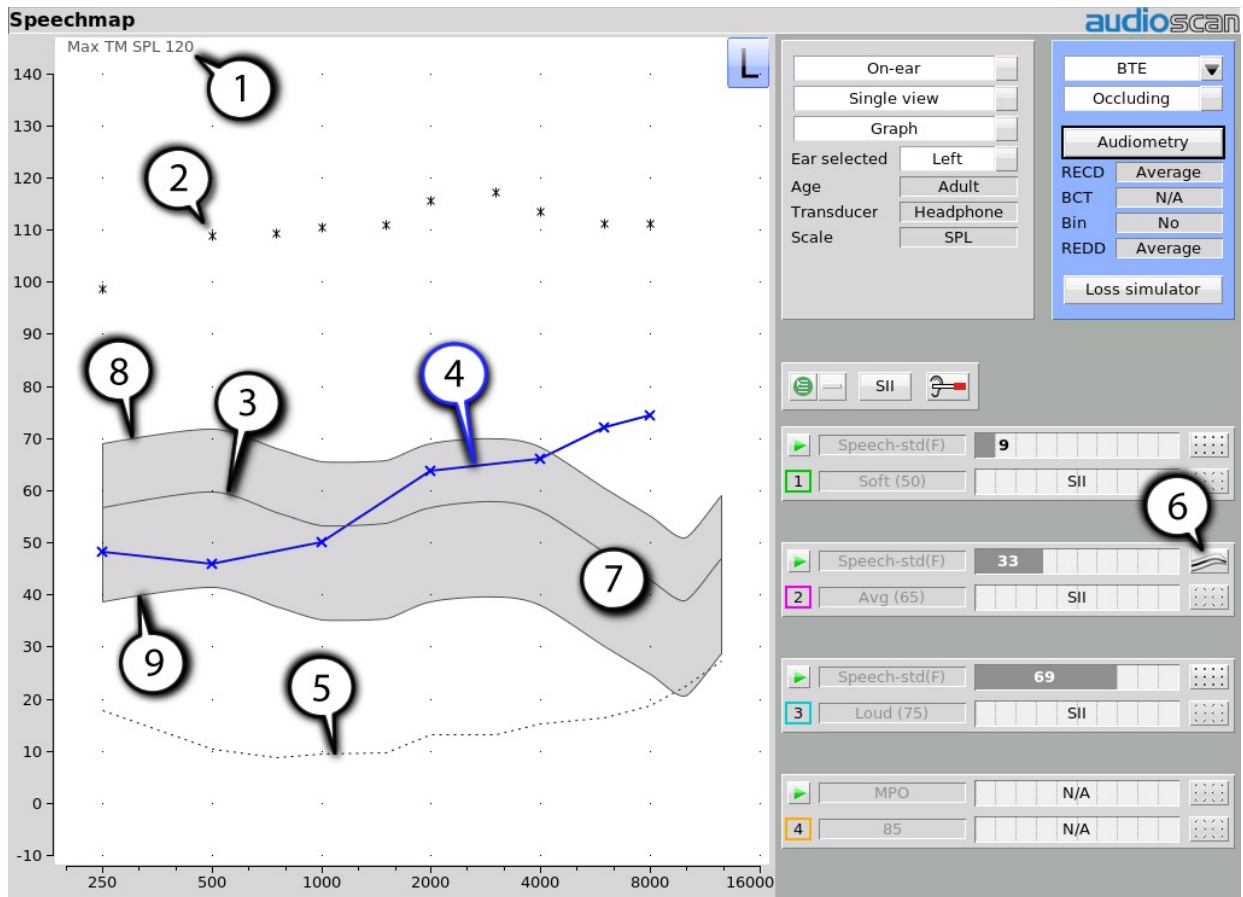 Speechmap
audioscan
Max TM SPL 120
L
140
130
120
110
100
90
80
70
60
50
40
30
20
10
0
-10
250
500
1000
2000
4000
8000
16000
1
2
8
3
4
7
9
5
6
On-ear
Single view
Graph
Ear selected Left
Age Adult
Transducer Headphone
Scale SPL
BTE
Occluding
Audiometry
RECD Average
BCT N/A
Bin No
REDD Average
Loss simulator
SII
Speech-std(F) 9
1 Soft (50) SII
Speech-std(F) 33
2 Avg (65) SII
Speech-std(F) 69
3 Loud (75) SII
MPO N/A
4 85 N/A